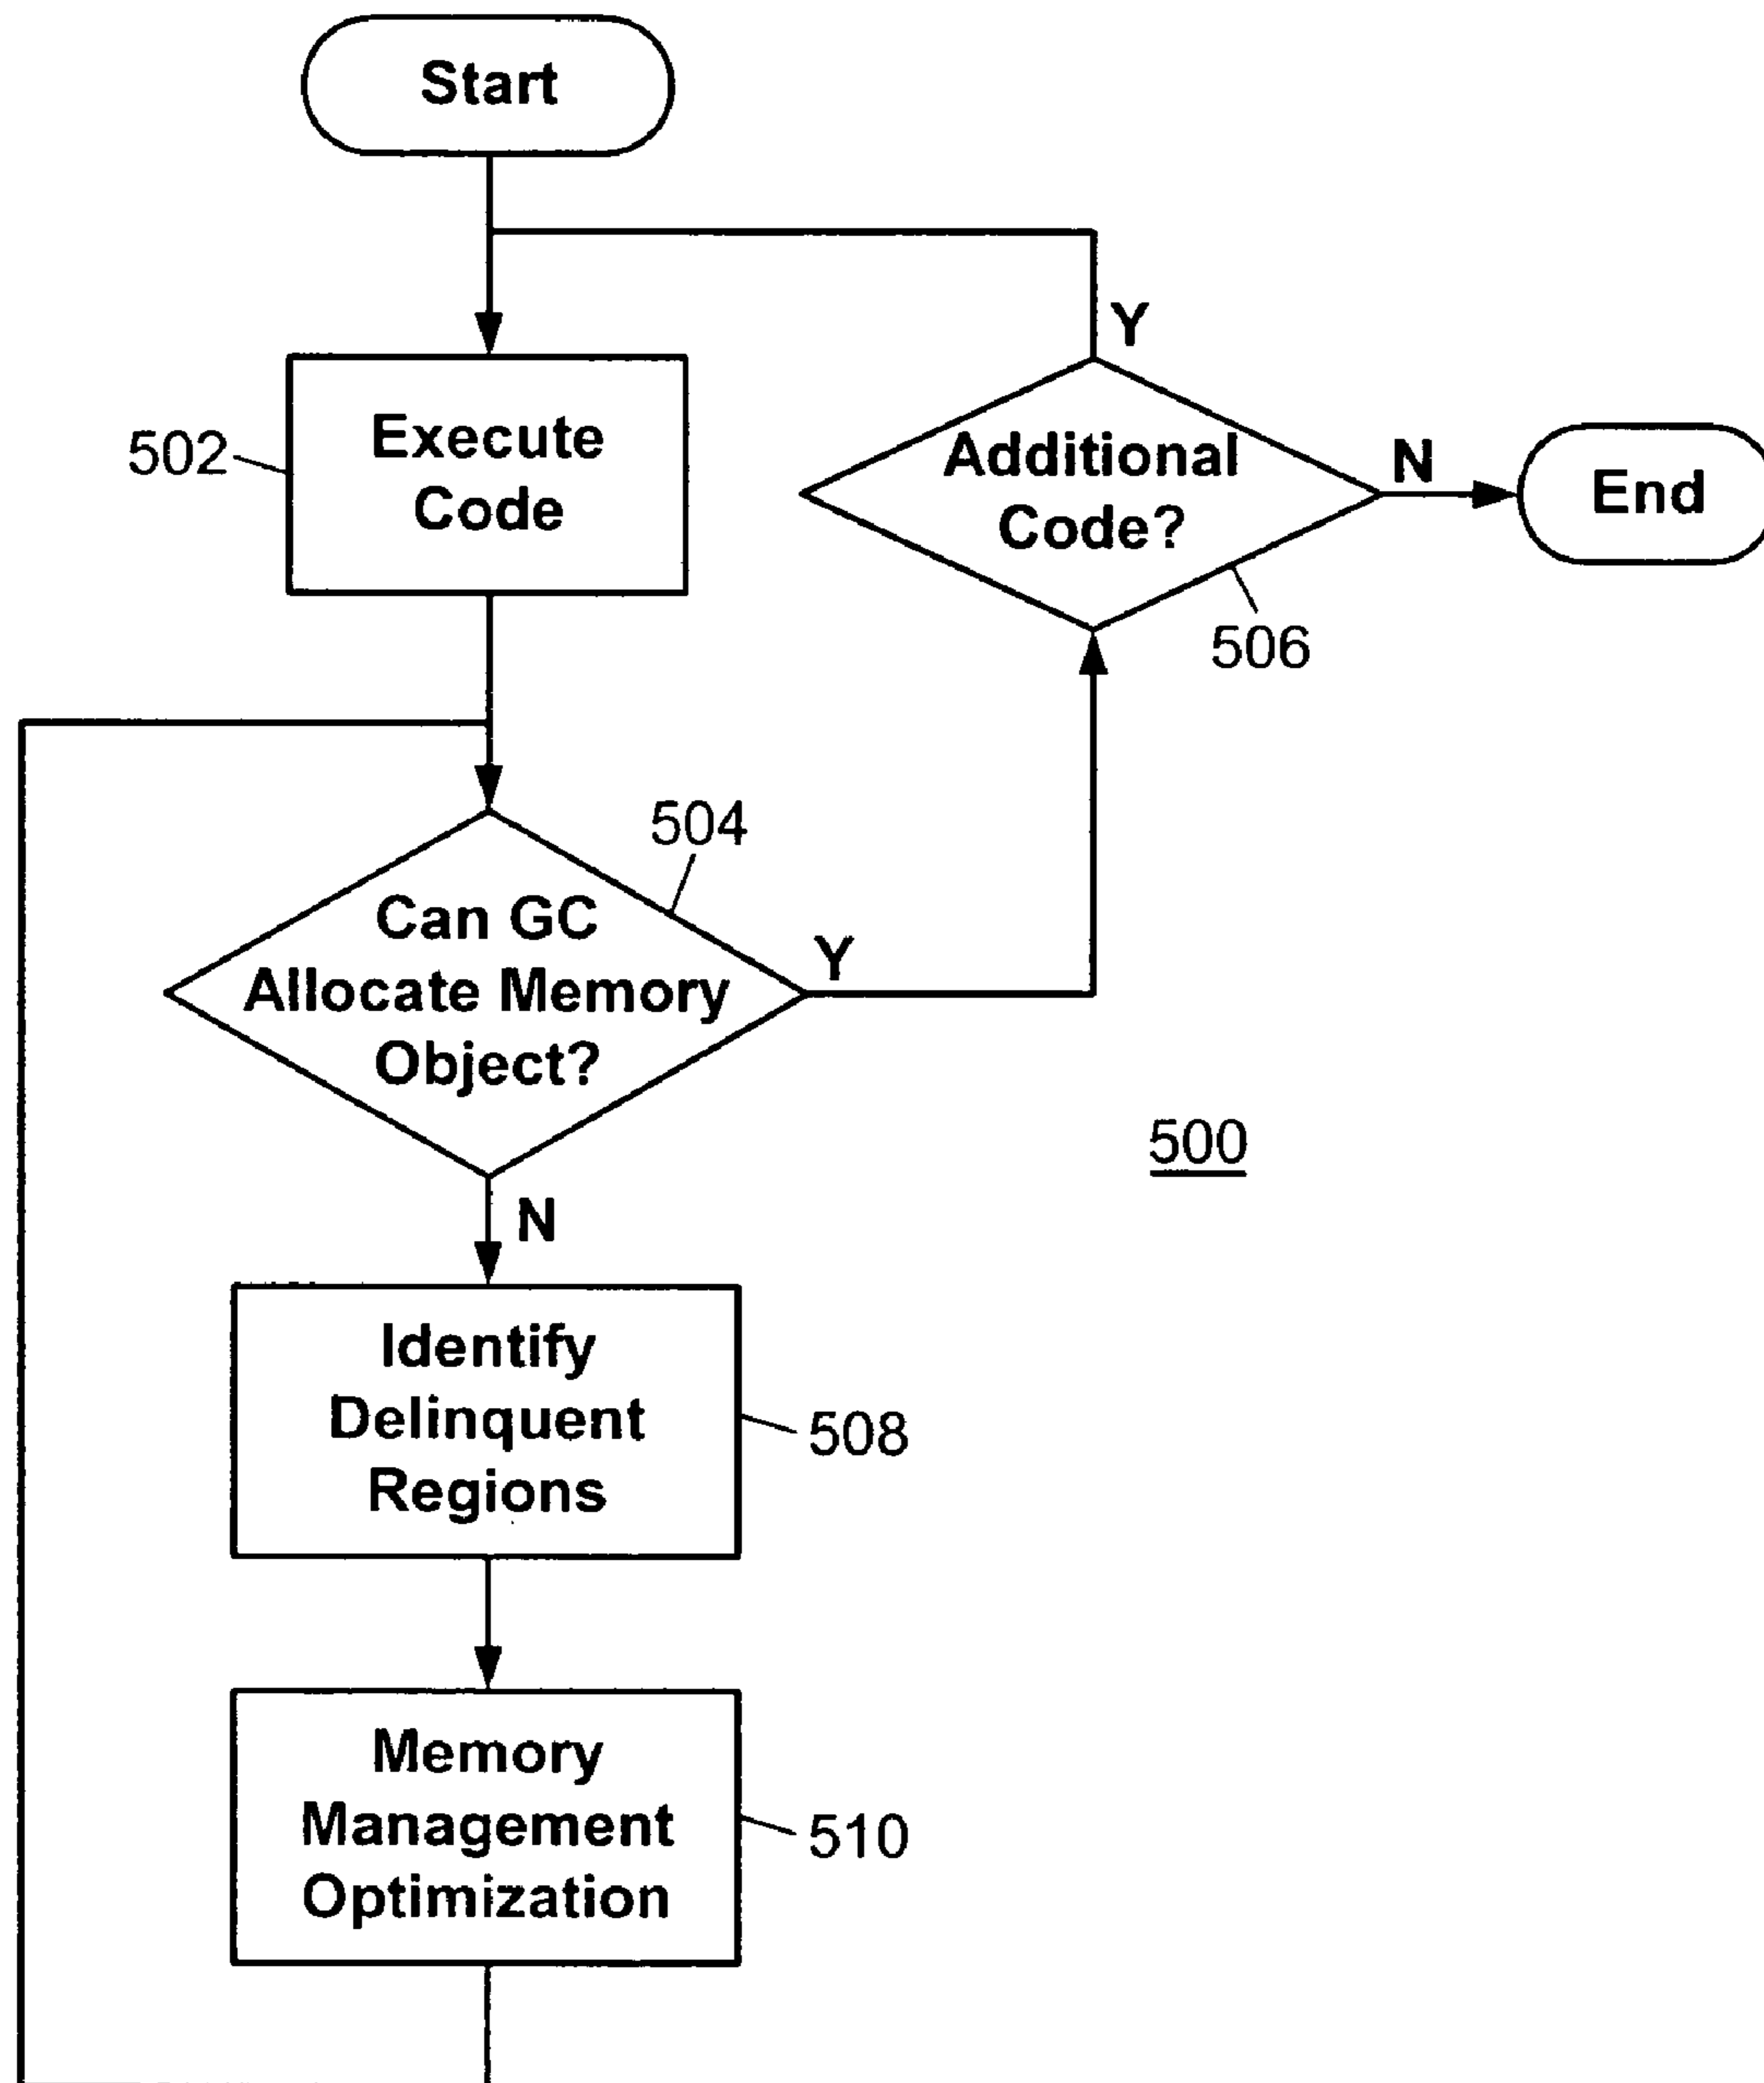 Start
Y
Execute
Code
502
Additional
Code?
N
End
506
504
Can GC
Allocate Memory
Object?
Y
500
N
Identify
Delinquent
Regions
508
Memory
Management
Optimization
510